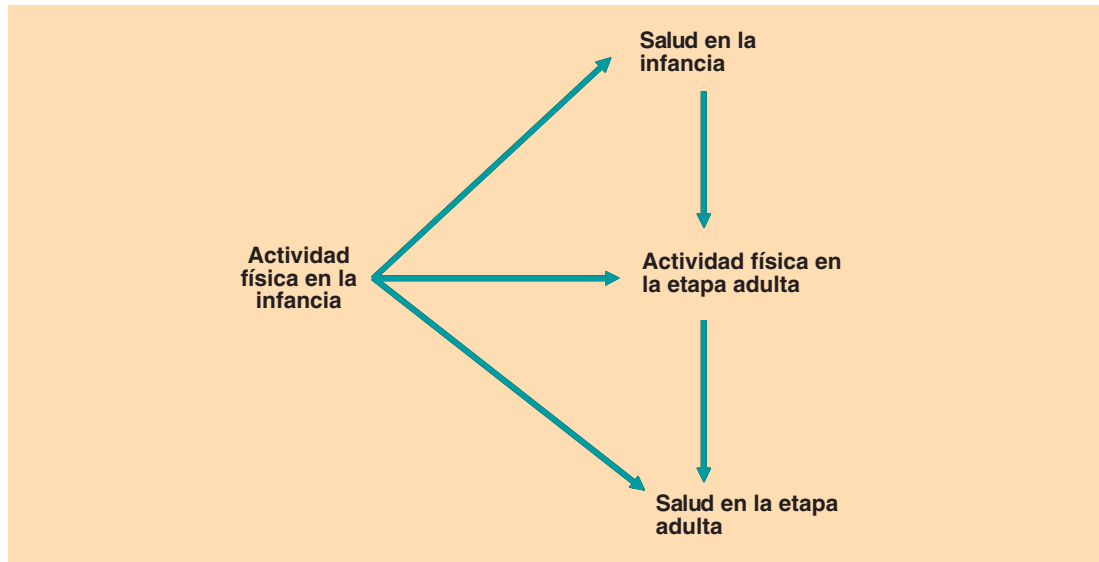 Salud en la
infancia
Actividad
física en la
infancia
Actividad física en
la etapa adulta
Salud en la etapa
adulta